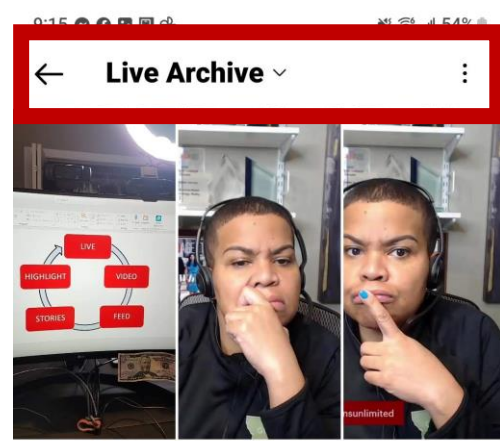 9:15
54%
Live Archive
LIVE
HIGHLIGHT
VIDEO
STORIES
FEED
nsunlimited